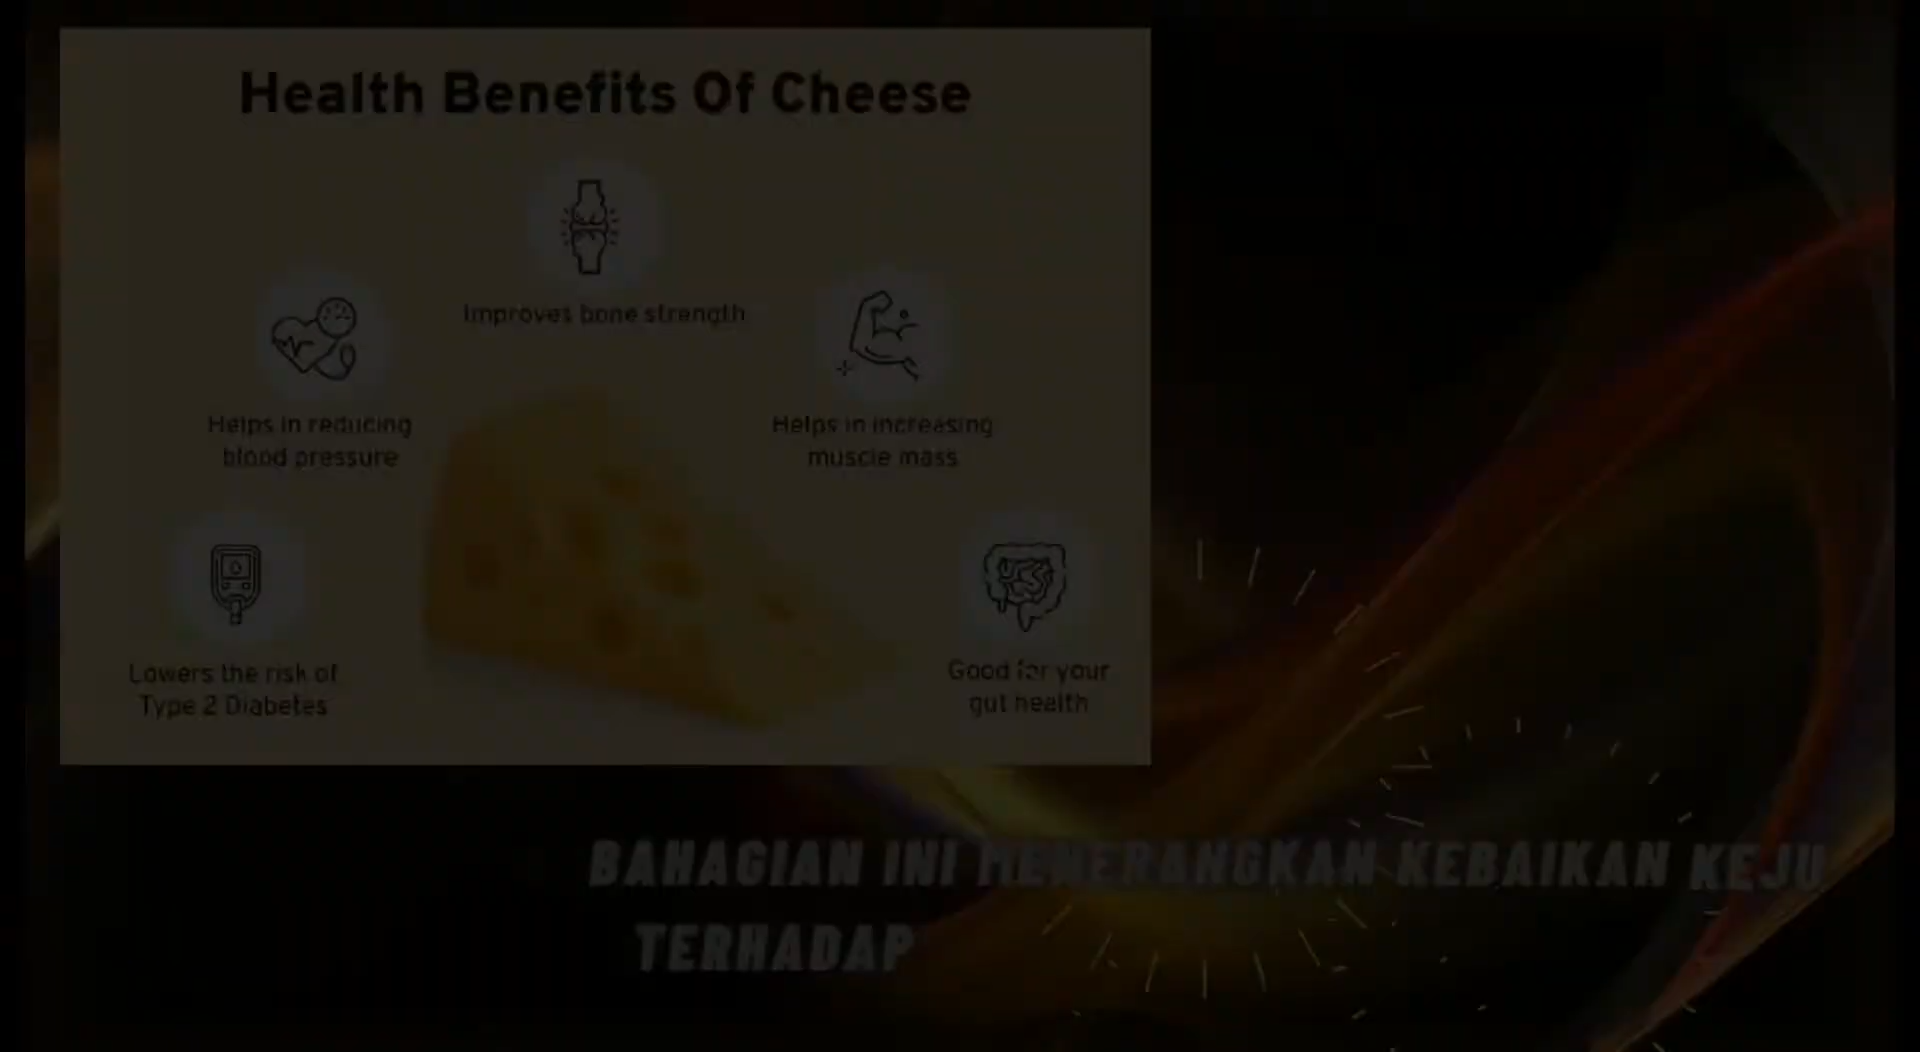 Health Benefits Of Cheese
Improves bone strength
Helps in reducing
blood pressure
Helps in increasing
muscle mass
Lowers the risk of
Type 2 Diabetes
Good for your
gut health
BAHAGIAN INI MENERANGKAN KEBAIKAN KEJU
TERHADAP